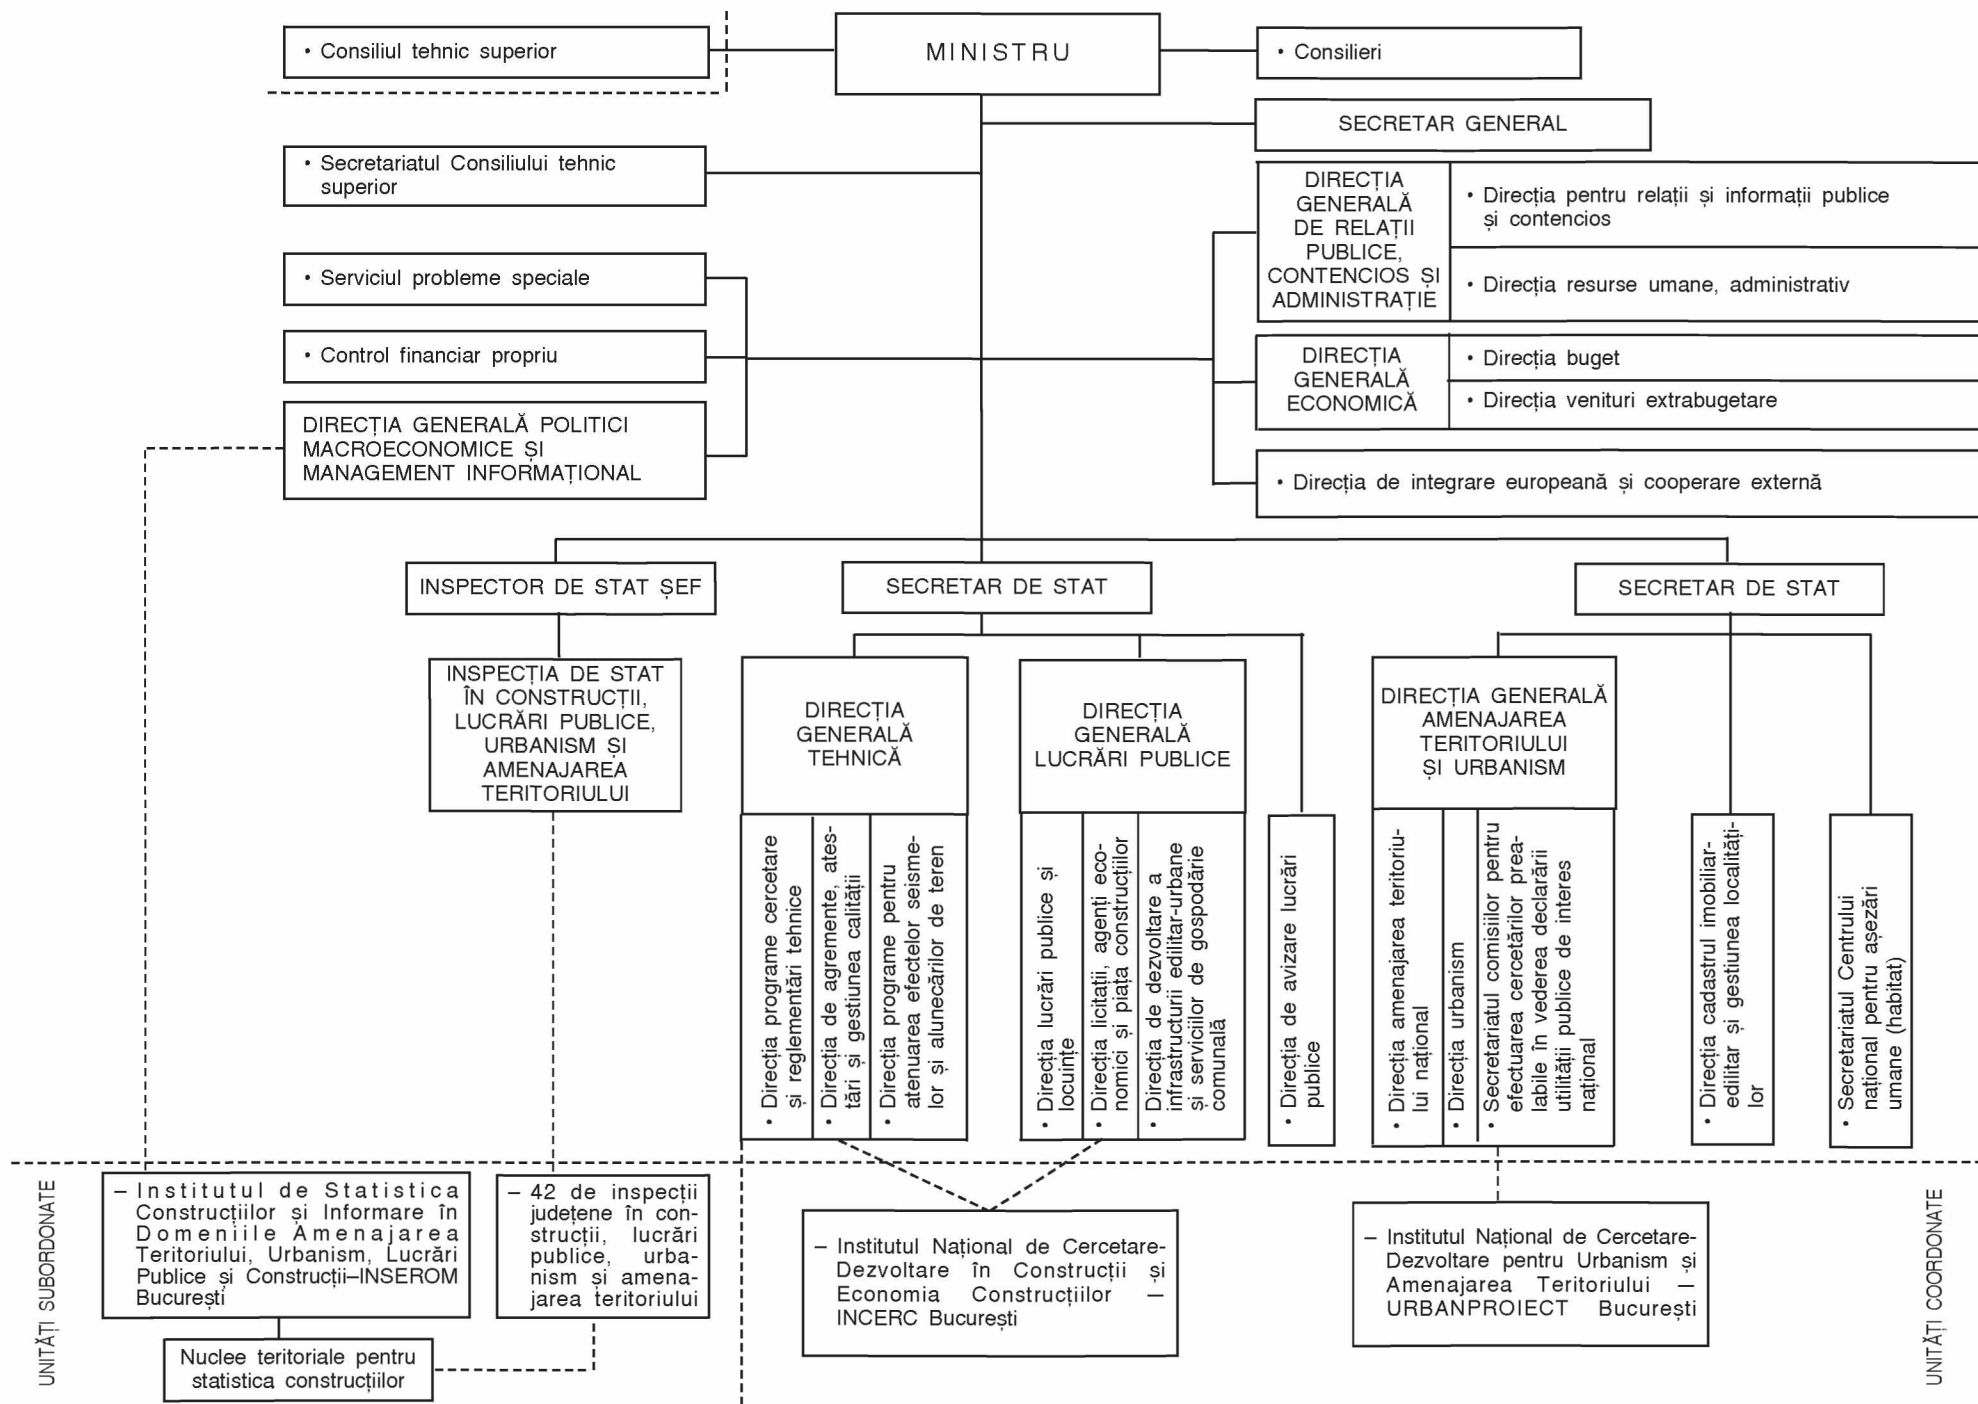 • Consiliul tehnic superior
MINISTRU
• Consilieri
SECRETAR GENERAL
• Secretariatul Consiliului tehnic
superior
DIRECȚIA
GENERALĂ
DE RELAȚII
PUBLICE,
CONTENCIOS ȘI
ADMINISTRAȚIE
• Direcția pentru relații și informații publice
și contencios
• Direcția resurse umane, administrativ
• Serviciul probleme speciale
• Control financiar propriu
DIRECȚIA
GENERALĂ
ECONOMICĂ
• Direcția buget
• Direcția venituri extrabugetare
DIRECȚIA GENERALĂ POLITICI
MACROECONOMICE ȘI
MANAGEMENT INFORMAȚIONAL
• Direcția de integrare europeană și cooperare externă
INSPECTOR DE STAT ȘEF
SECRETAR DE STAT
SECRETAR DE STAT
INSPECȚIA DE STAT
ÎN CONSTRUCȚII,
LUCRĂRI PUBLICE,
URBANISM ȘI
AMENAJAREA
TERITORIULUI
DIRECȚIA
GENERALĂ
TEHNICĂ
DIRECȚIA
GENERALĂ
LUCRĂRI PUBLICE
DIRECȚIA GENERALĂ
AMENAJAREA
TERITORIULUI
ȘI URBANISM
• Direcția programe cercetare
și reglementări tehnice
• Direcția de agremente, ates-
tări și gestiunea calității
• Direcția programe pentru
atenuarea efectelor seisme-
lor și alunecărilor de teren
• Direcția lucrări publice și
locuințe
• Direcția licitații, agenți eco-
nomici și piața construcțiilor
• Direcția de dezvoltare a
infrastructurii edilitar-urbane
și serviciilor de gospodărie
comunală
• Direcția de avizare lucrări
publice
• Direcția amenajarea teritoriu-
lui național
• Direcția urbanism
• Secretariatul comisiilor pentru
efectuarea cercetărilor prea-
labile în vederea declarării
utilității publice de interes
național
• Direcția cadastrul imobiliar-
edilitar și gestiunea localități-
lor
• Secretariatul Centrului
național pentru așezări
umane (habitat)
UNITĂȚI SUBORDONATE
– Institutul de Statistica
Construcțiilor și Informare în
Domeniile Amenajarea
Teritoriului, Urbanism, Lucrări
Publice și Construcții–INSEROM
București
– 42 de inspecții
județene în con-
strucții, lucrări
publice, urba-
nism și amena-
jarea teritoriului
Nuclee teritoriale pentru
statistica construcțiilor
– Institutul Național de Cercetare-
Dezvoltare în Construcții și
Economia Construcțiilor —
INCERC București
– Institutul Național de Cercetare-
Dezvoltare pentru Urbanism și
Amenajarea Teritoriului —
URBANPROIECT București
UNITĂȚI COORDONATE